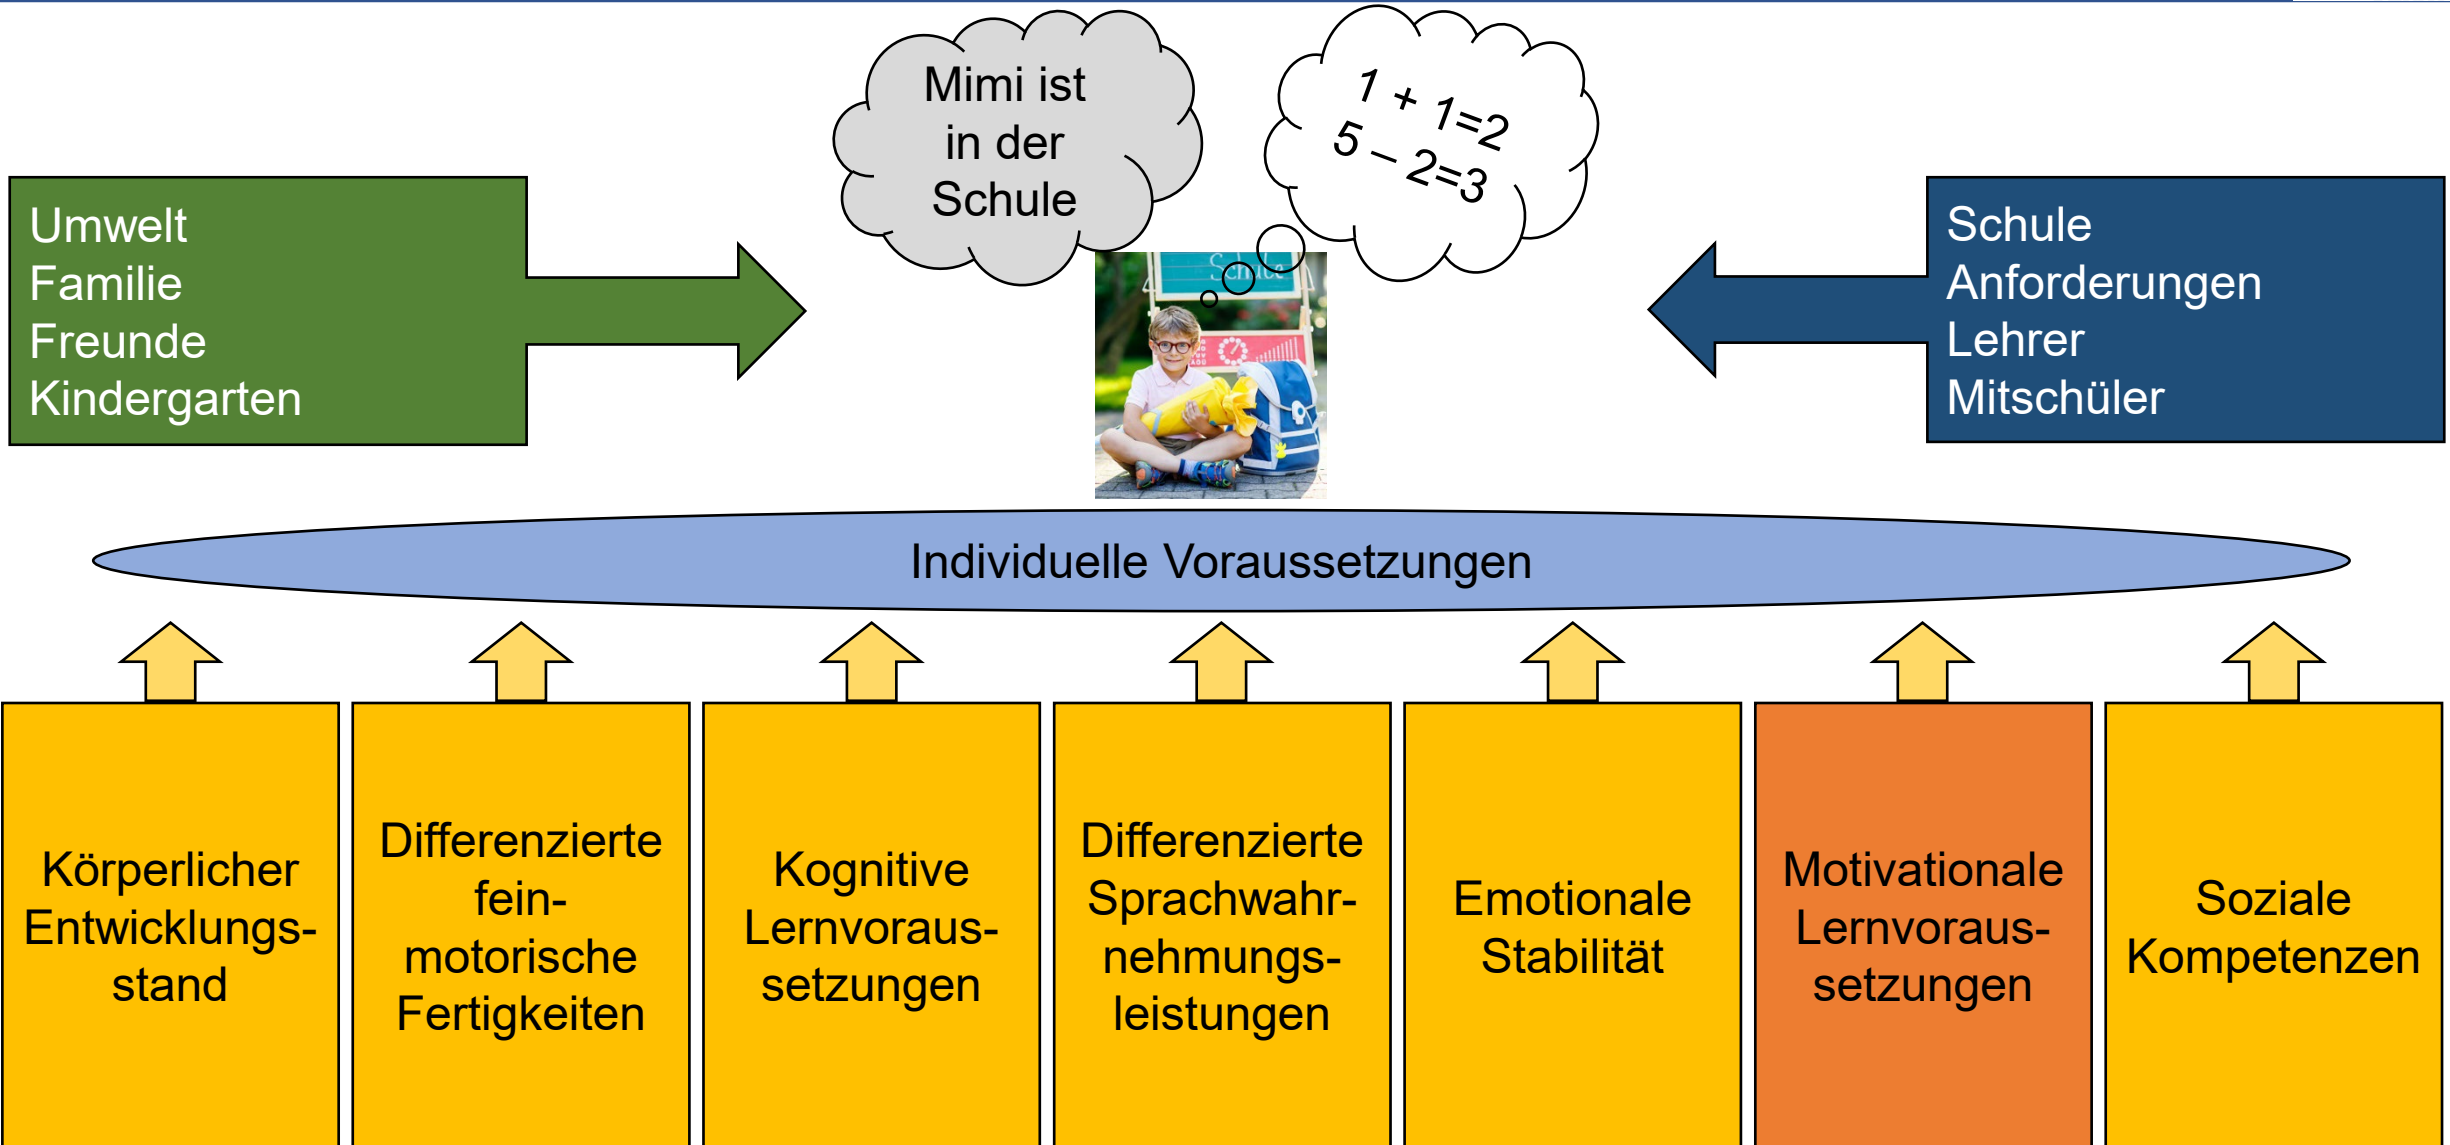 Mimi ist
in der
Schule
1 + 1=2
5 – 2=3
Umwelt
Familie
Freunde
Kindergarten
Schule
Schule
Anforderungen
Lehrer
Mitschüler
Individuelle Voraussetzungen
Körperlicher
Entwicklungs-
stand
Differenzierte
fein-
motorische
Fertigkeiten
Kognitive
Lernvoraus-
setzungen
Differenzierte
Sprachwahr-
nehmungs-
leistungen
Emotionale
Stabilität
Motivationale
Lernvoraus-
setzungen
Soziale
Kompetenzen